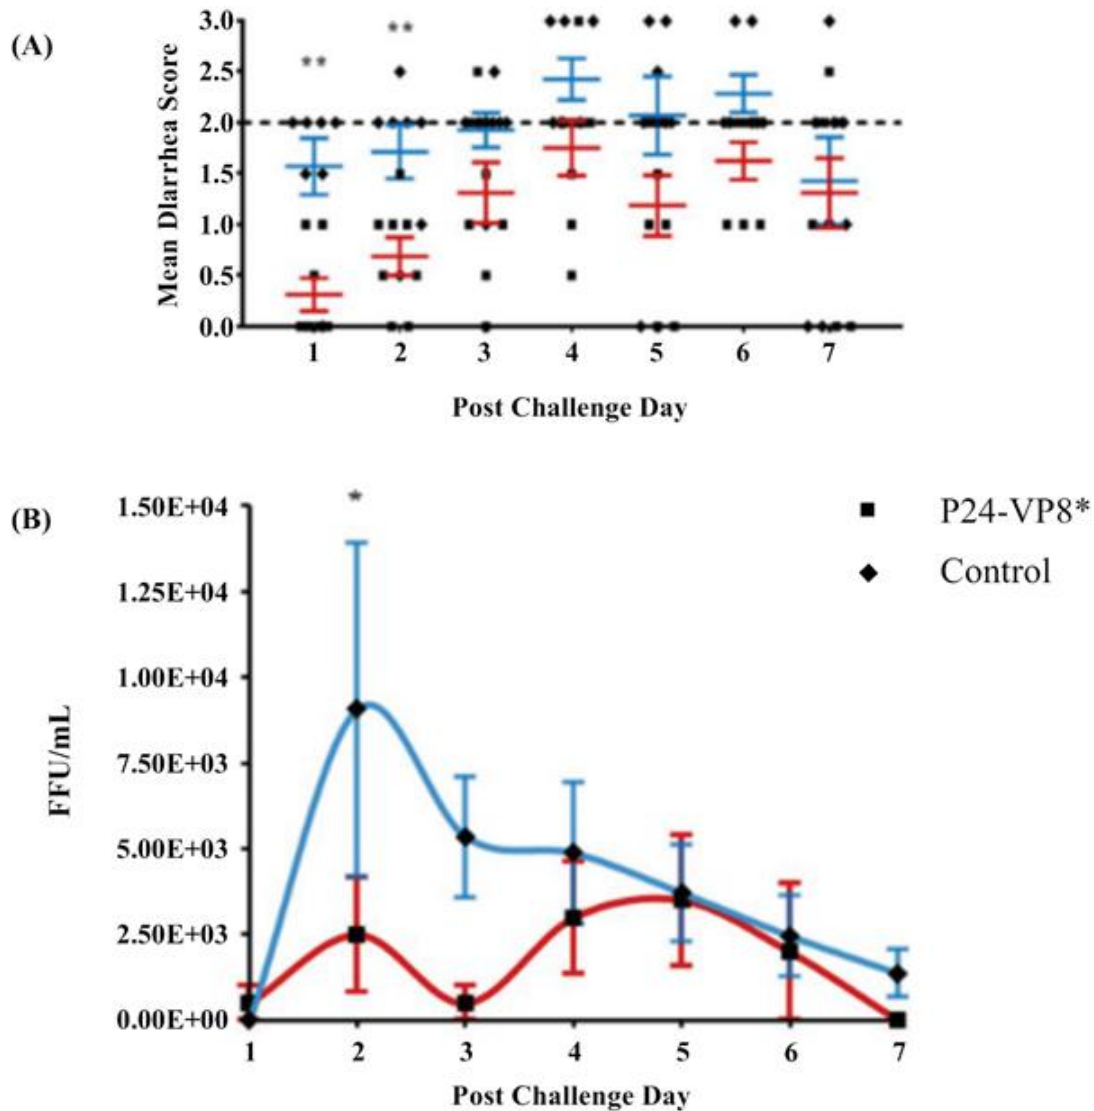 (A)
**
**
Mean DIarrhea Score
3.0
2.5
2.0
1.5
1.0
0.5
0.0
1 2 3 4 5 6 7
Post Challenge Day
(B)
*
FFU/mL
1.50E+04
1.25E+04
1.00E+04
7.50E+03
5.00E+03
2.50E+03
0.00E+00
1 2 3 4 5 6 7
Post Challenge Day
P24-VP8*
Control